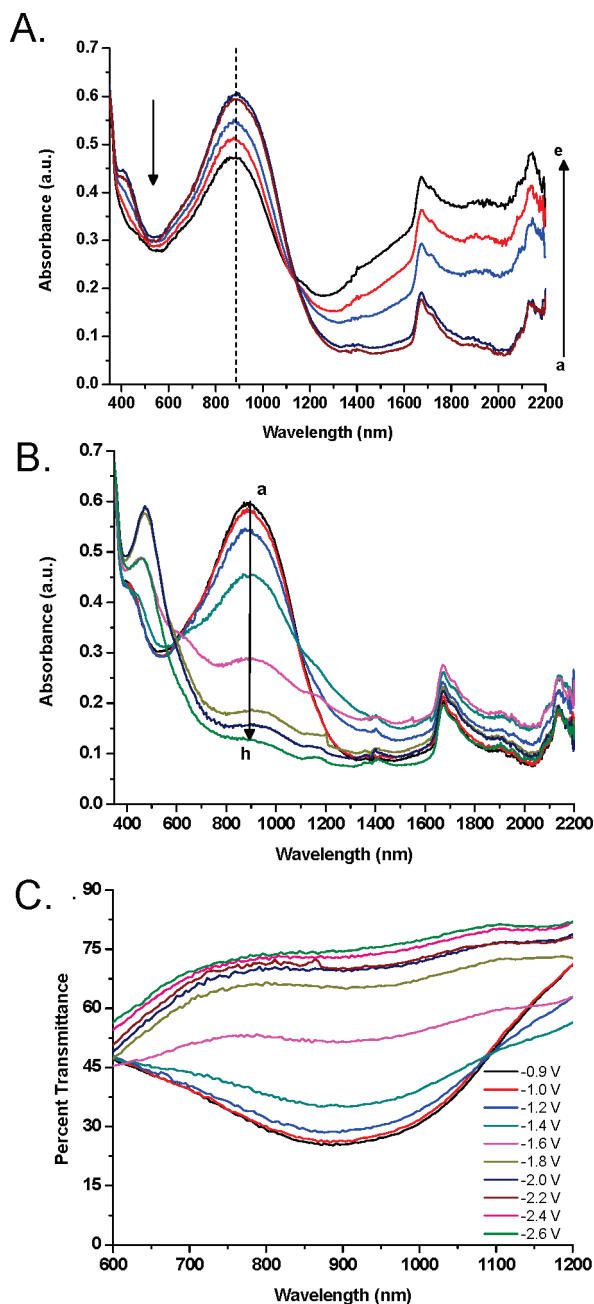 A.
0.7
0.6
0.5
0.4
0.3
0.2
0.1
0.0
Absorbance (a.u.)
e
a
400 600 800 1000 1200 1400 1600 1800 2000 2200
Wavelength (nm)
B.
0.7
0.6
0.5
0.4
0.3
0.2
0.1
0.0
Absorbance (a.u.)
a
h
400 600 800 1000 1200 1400 1600 1800 2000 2200
Wavelength (nm)
C.
90
75
60
45
30
15
0
Percent Transmittance
-0.9 V
-1.0 V
-1.2 V
-1.4 V
-1.6 V
-1.8 V
-2.0 V
-2.2 V
-2.4 V
-2.6 V
600 700 800 900 1000 1100 1200
Wavelength (nm)